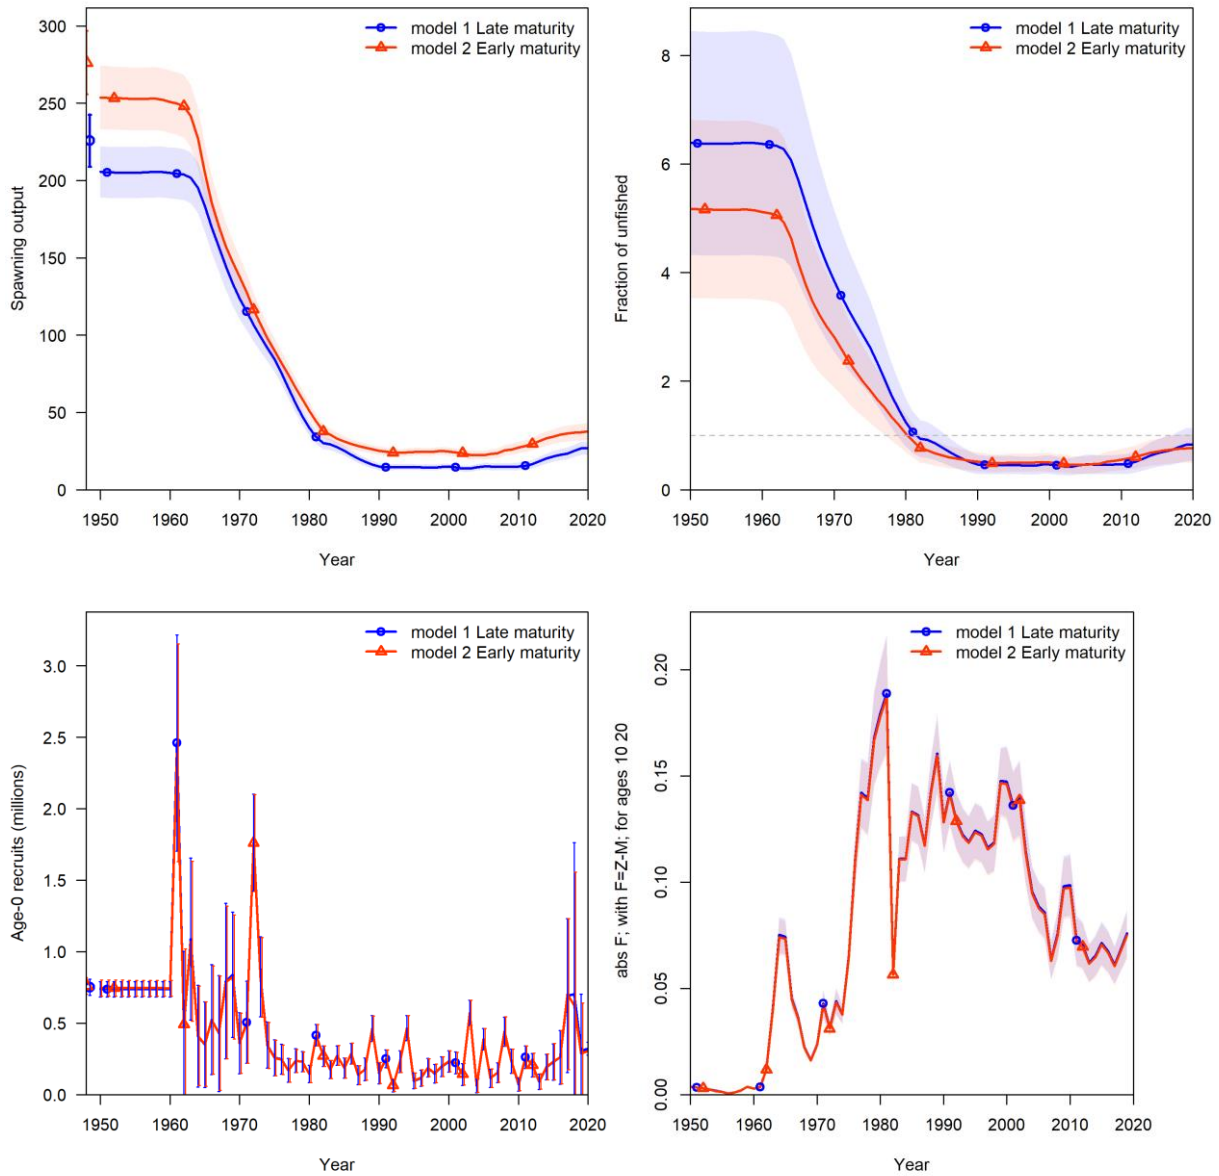 model 1 Late maturity
model 2 Early maturity
Spawning output
300
250
200
150
100
50
0
1950 1960 1970 1980 1990 2000 2010 2020
Year
model 1 Late maturity
model 2 Early maturity
Fraction of unfished
8
6
4
2
0
1950 1960 1970 1980 1990 2000 2010 2020
Year
model 1 Late maturity
model 2 Early maturity
Age-0 recruits (millions)
3.0
2.5
2.0
1.5
1.0
0.5
0.0
1950 1960 1970 1980 1990 2000 2010 2020
Year
model 1 Late maturity
model 2 Early maturity
abs F; with F=Z-M; for ages 10 20
0.20
0.15
0.10
0.05
0.00
1950 1960 1970 1980 1990 2000 2010 2020
Year